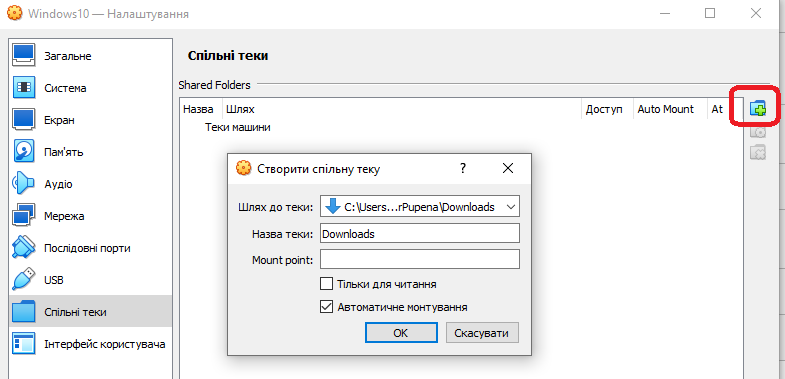 Windows10 — Налаштування
Загальне
Система
Екран
Пам'ять
Аудіо
Мережа
Послідовні порти
USB
Спільні теки
Інтерфейс користувача
Спільні теки
Shared Folders
Назва Шлях Доступ Auto Mount At
Теки машини
Створити спільну теку
Шлях до теки: C:\Users...rPupena\Downloads
Назва теки: Downloads
Mount point:
Тільки для читання
Автоматичне монтування
OK Скасувати